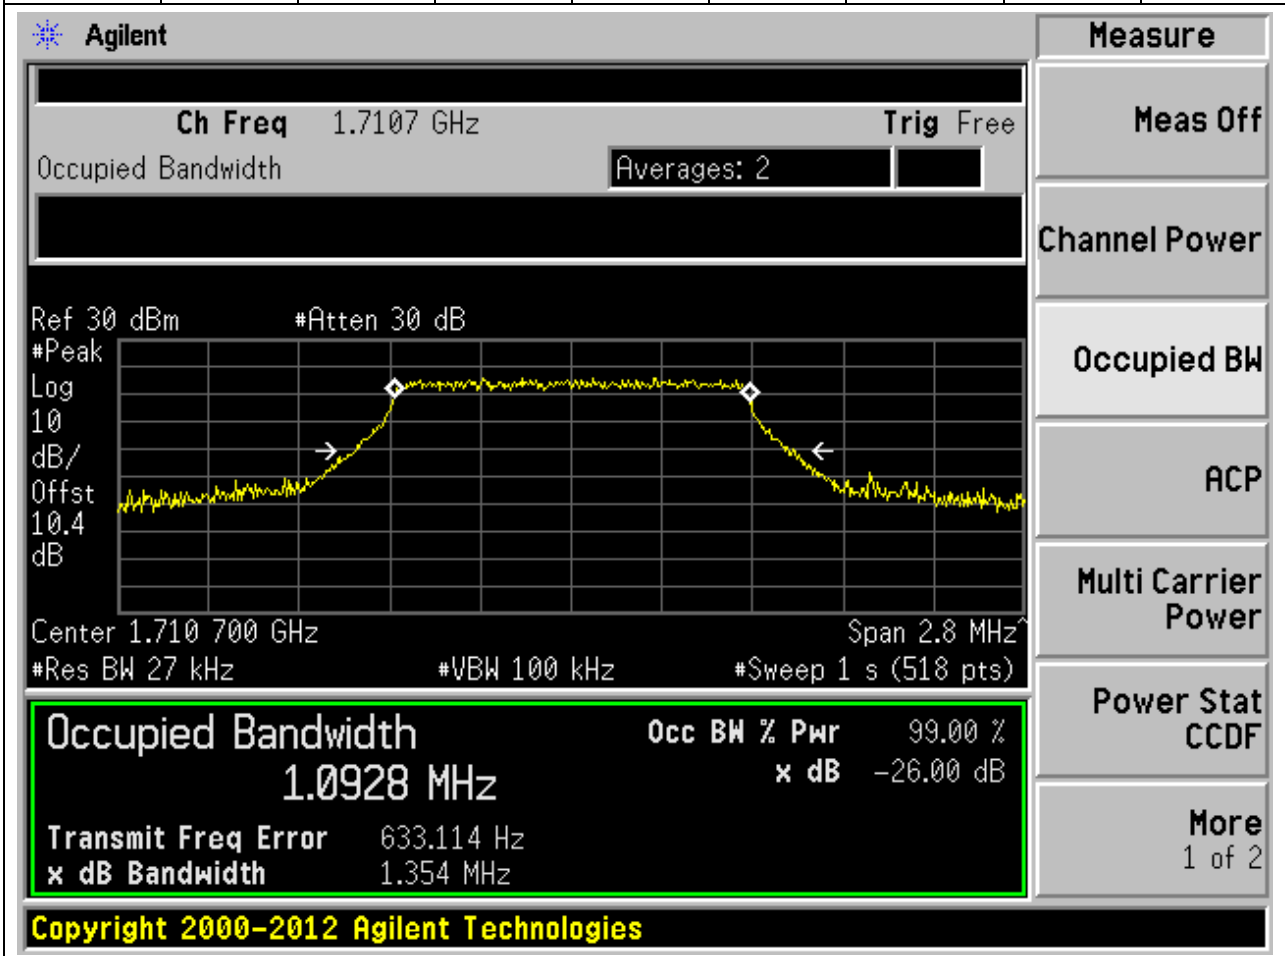 Agilent
Measure
Ch Freq 1.7107 GHz Trig Free
Occupied Bandwidth Averages: 2
Meas Off
Channel Power
Occupied BW
ACP
Multi Carrier
Power
Power Stat
CCDF
More
1 of 2
Ref 30 dBm #Atten 30 dB
#Peak
Log
10
dB/
Offst
10.4
dB
Center 1.710 700 GHz Span 2.8 MHz^
#Res BW 27 kHz #VBW 100 kHz #Sweep 1 s (518 pts)
Occupied Bandwidth Occ BW % Pwr 99.00 %
1.0928 MHz x dB -26.00 dB
Transmit Freq Error 633.114 Hz
x dB Bandwidth 1.354 MHz
Copyright 2000-2012 Agilent Technologies